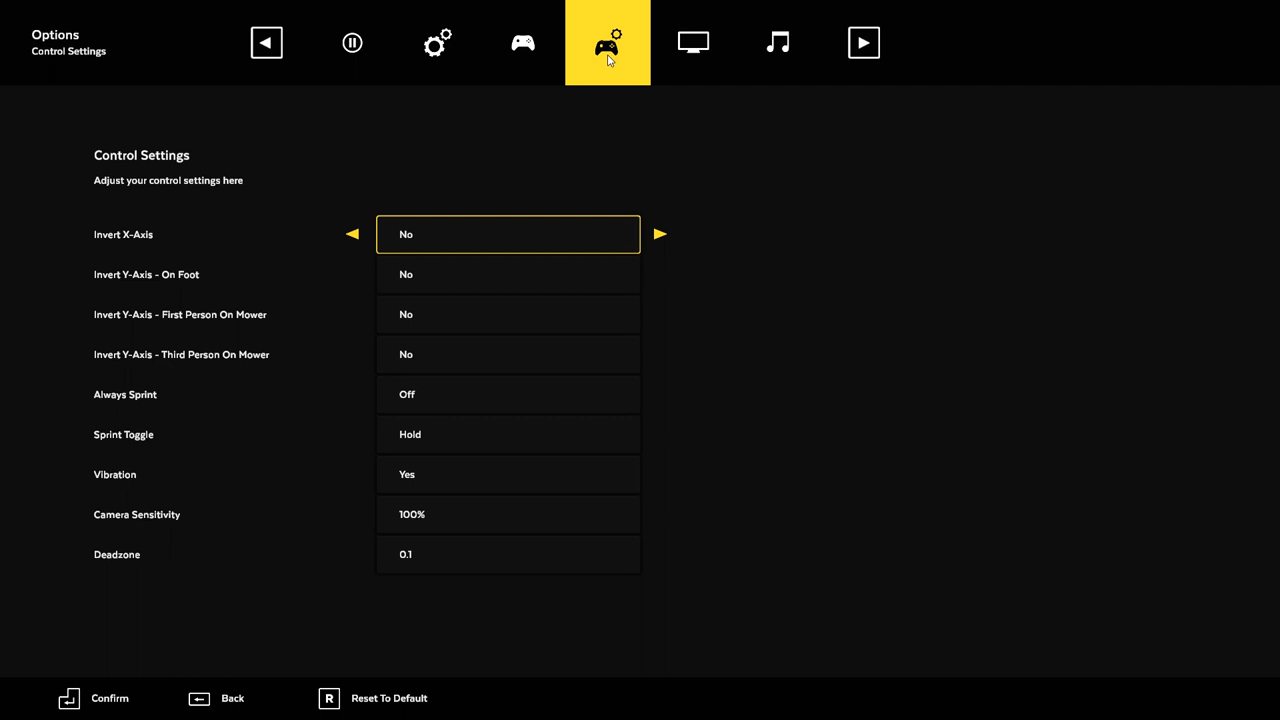 Options
Control Settings
Control Settings
Adjust your control settings here
Invert X-Axis No
Invert Y-Axis - On Foot No
Invert Y-Axis - First Person On Mower No
Invert Y-Axis - Third Person On Mower No
Always Sprint Off
Sprint Toggle Hold
Vibration Yes
Camera Sensitivity 100%
Deadzone 0.1
Confirm Back R Reset To Default